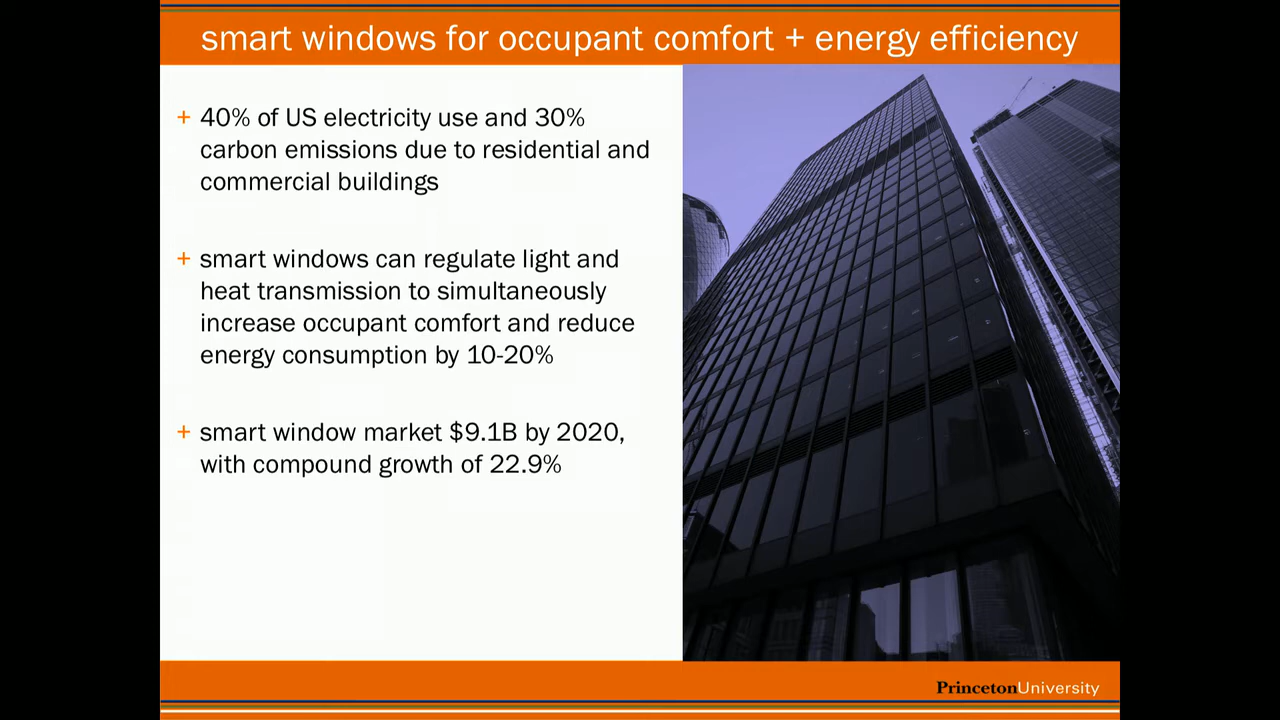 smart windows for occupant comfort + energy efficiency
+ 40% of US electricity use and 30%
carbon emissions due to residential and
commercial buildings
+ smart windows can regulate light and
heat transmission to simultaneously
increase occupant comfort and reduce
energy consumption by 10-20%
+ smart window market $9.1B by 2020,
with compound growth of 22.9%
PrincetonUniversity